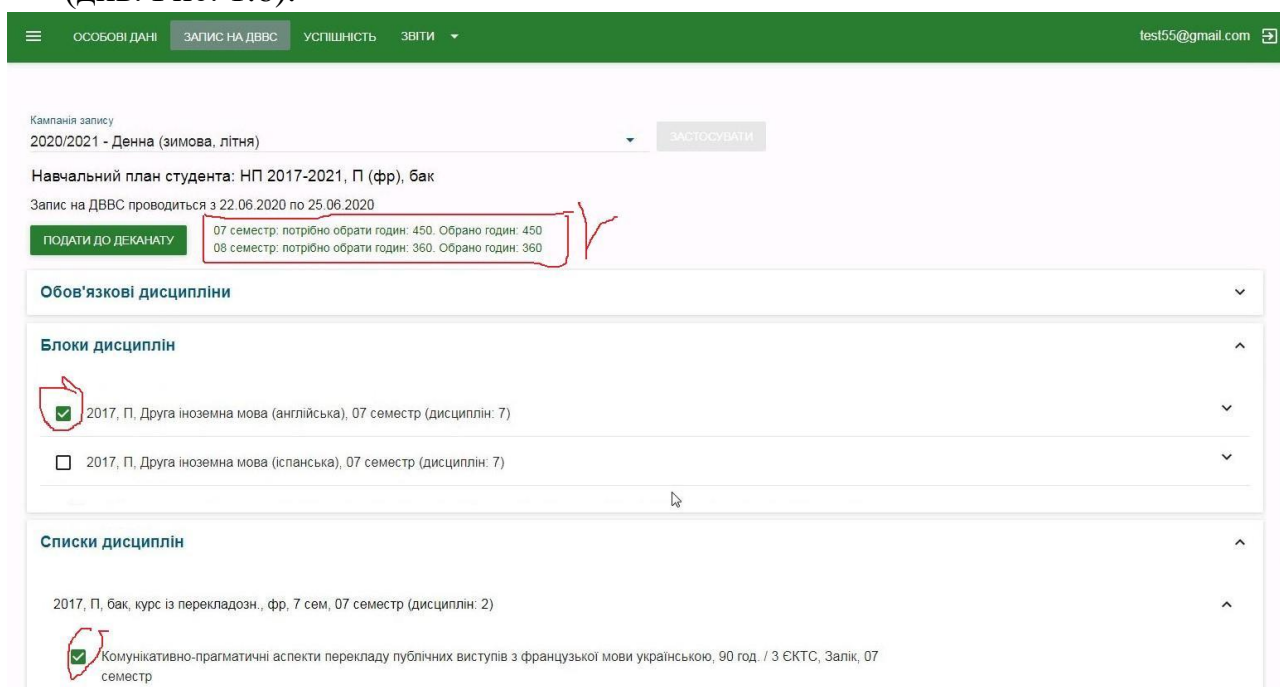 (див. Рис. 1.6).
ОСОБОВІ ДАНІ ЗАПИС НА ДВВС УСПІШНІСТЬ ЗВІТИ test55@gmail.com
Кампанія запису
2020/2021 - Денна (зимова, літня) ЗАСТОСУВАТИ
Навчальний план студента: НП 2017-2021, П (фр), бак
Запис на ДВВС проводиться з 22.06.2020 по 25.06.2020
ПОДАТИ ДО ДЕКАНАТУ
07 семестр: потрібно обрати годин: 450. Обрано годин: 450
08 семестр: потрібно обрати годин: 360. Обрано годин: 360
Обов'язкові дисципліни
Блоки дисциплін
2017, П, Друга іноземна мова (англійська), 07 семестр (дисциплін: 7)
2017, П, Друга іноземна мова (іспанська), 07 семестр (дисциплін: 7)
Списки дисциплін
2017, П, бак, курс із перекладозн., фр, 7 сем, 07 семестр (дисциплін: 2)
Комунікативно-прагматичні аспекти перекладу публічних виступів з французької мови українською, 90 год. / 3 ЄКТС, Залік, 07
семестр